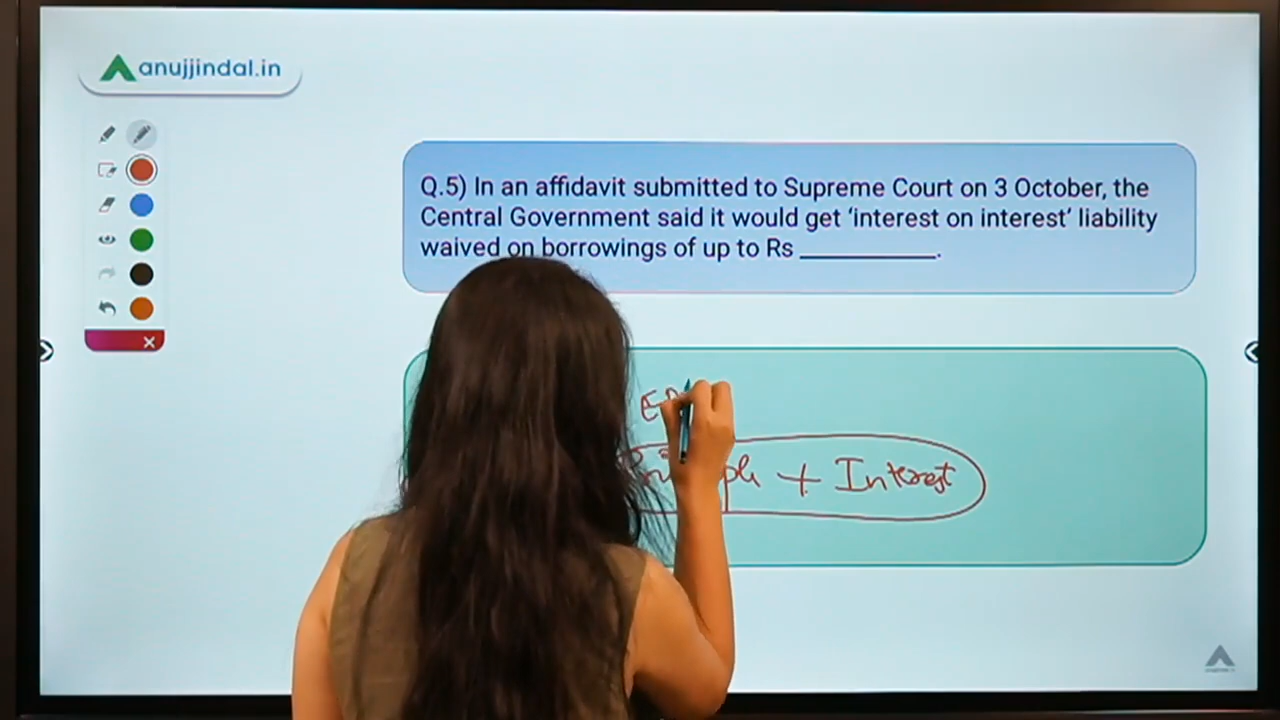 anujjindal.in
Q.5) In an affidavit submitted to Supreme Court on 3 October, the
Central Government said it would get ‘interest on interest’ liability
waived on borrowings of up to Rs __________.
+ Interest